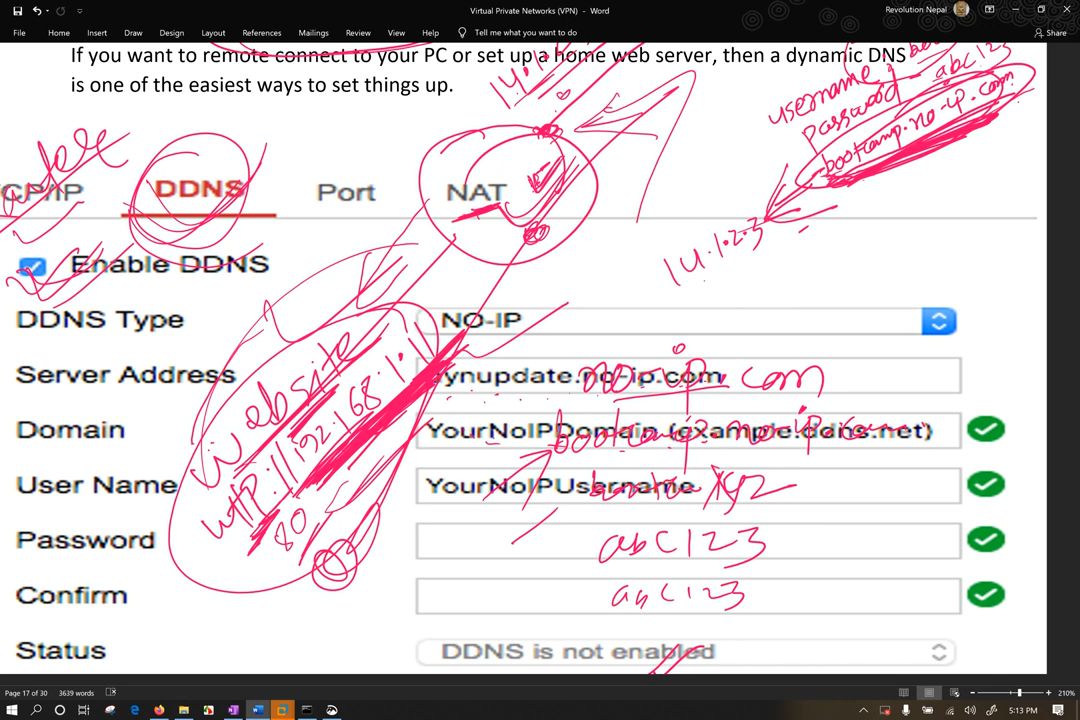 Virtual Private Networks (VPN) - Word
Revolution Nepal
File Home Insert Draw Design Layout References Mailings Review View Help Tell me what you want to do
Share
If you want to remote connect to your PC or set up a home web server, then a dynamic DNS
is one of the easiest ways to set things up.
username
password - abc123
bootcamp.no-ip.com
14.1.2.3
CP/IP DDNS Port NAT
Enable DDNS
DDNS Type NO-IP
Server Address ynupdate.no-ip.com
no-ip.com
Domain YourNoIPDomain (example.ddns.net)
User Name YourNoIPUsername
xyz
Password abc123
Confirm abc123
Status DDNS is not enabled
Website
http://192.168.1.1
80
Page 17 of 30 3639 words
210%
5:13 PM